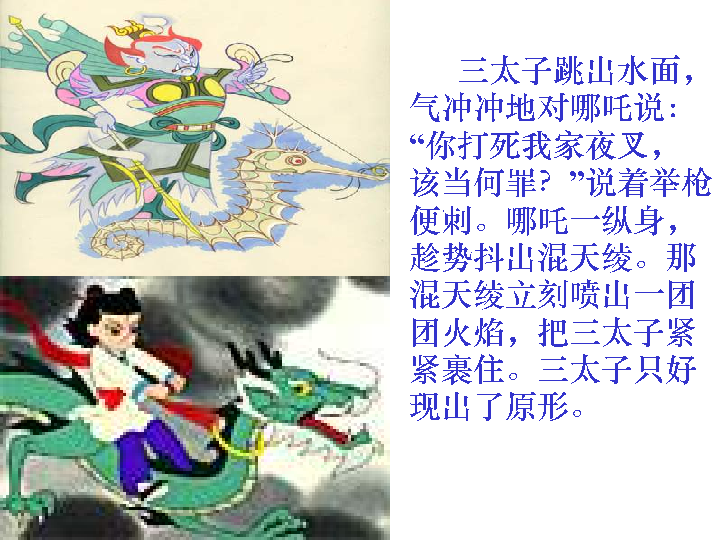 三太子跳出水面，
气冲冲地对哪吒说：
“你打死我家夜叉，
该当何罪？”说着举枪
便刺。哪吒一纵身，
趁势抖出混天绫。那
混天绫立刻喷出一团
团火焰，把三太子紧
紧裹住。三太子只好
现出了原形。